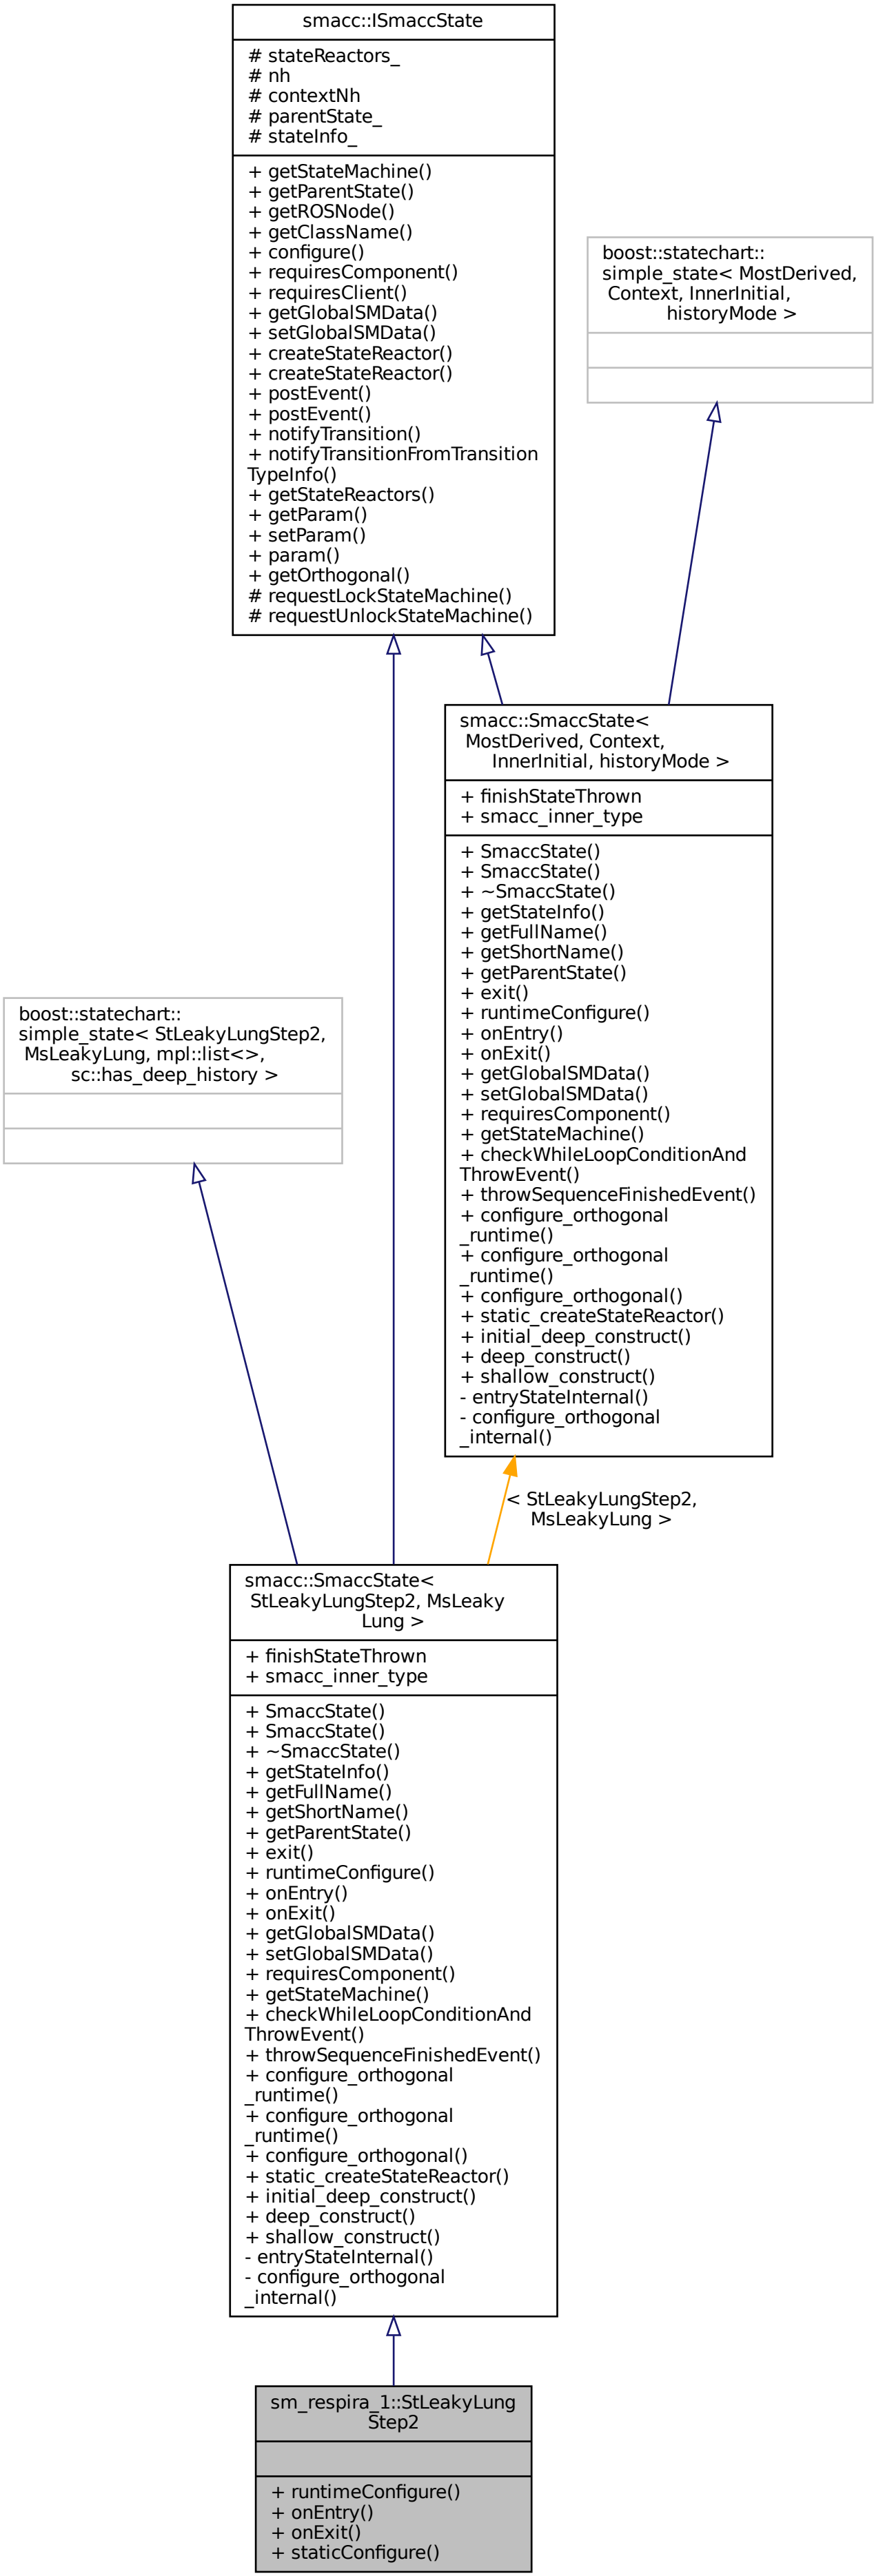 smacc::ISmaccState
# stateReactors_
# nh
# contextNh
# parentState_
# stateInfo_
+ getStateMachine()
+ getParentState()
+ getROSNode()
+ getClassName()
+ configure()
+ requiresComponent()
+ requiresClient()
+ getGlobalSMData()
+ setGlobalSMData()
+ createStateReactor()
+ createStateReactor()
+ postEvent()
+ postEvent()
+ notifyTransition()
+ notifyTransitionFromTransition
TypeInfo()
+ getStateReactors()
+ getParam()
+ setParam()
+ param()
+ getOrthogonal()
# requestLockStateMachine()
# requestUnlockStateMachine()
boost::statechart::
simple_state< MostDerived,
Context, InnerInitial,
historyMode >
smacc::SmaccState<
MostDerived, Context,
InnerInitial, historyMode >
+ finishStateThrown
+ smacc_inner_type
+ SmaccState()
+ SmaccState()
+ ~SmaccState()
+ getStateInfo()
+ getFullName()
+ getShortName()
+ getParentState()
+ exit()
+ runtimeConfigure()
+ onEntry()
+ onExit()
+ getGlobalSMData()
+ setGlobalSMData()
+ requiresComponent()
+ getStateMachine()
+ checkWhileLoopConditionAnd
ThrowEvent()
+ throwSequenceFinishedEvent()
+ configure_orthogonal
_runtime()
+ configure_orthogonal
_runtime()
+ configure_orthogonal()
+ static_createStateReactor()
+ initial_deep_construct()
+ deep_construct()
+ shallow_construct()
- entryStateInternal()
- configure_orthogonal
_internal()
boost::statechart::
simple_state< StLeakyLungStep2,
MsLeakyLung, mpl::list<>,
sc::has_deep_history >
< StLeakyLungStep2,
MsLeakyLung >
smacc::SmaccState<
StLeakyLungStep2, MsLeaky
Lung >
+ finishStateThrown
+ smacc_inner_type
+ SmaccState()
+ SmaccState()
+ ~SmaccState()
+ getStateInfo()
+ getFullName()
+ getShortName()
+ getParentState()
+ exit()
+ runtimeConfigure()
+ onEntry()
+ onExit()
+ getGlobalSMData()
+ setGlobalSMData()
+ requiresComponent()
+ getStateMachine()
+ checkWhileLoopConditionAnd
ThrowEvent()
+ throwSequenceFinishedEvent()
+ configure_orthogonal
_runtime()
+ configure_orthogonal
_runtime()
+ configure_orthogonal()
+ static_createStateReactor()
+ initial_deep_construct()
+ deep_construct()
+ shallow_construct()
- entryStateInternal()
- configure_orthogonal
_internal()
sm_respira_1::StLeakyLung
Step2
+ runtimeConfigure()
+ onEntry()
+ onExit()
+ staticConfigure()